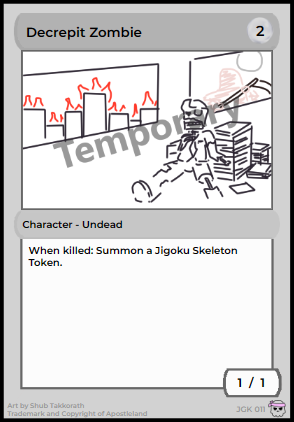 Decrepit Zombie
2
Temporary
Character - Undead
When killed: Summon a Jigoku Skeleton
Token.
1 / 1
Art by Shub Takkorath
Trademark and Copyright of Apostleland
JGK 011